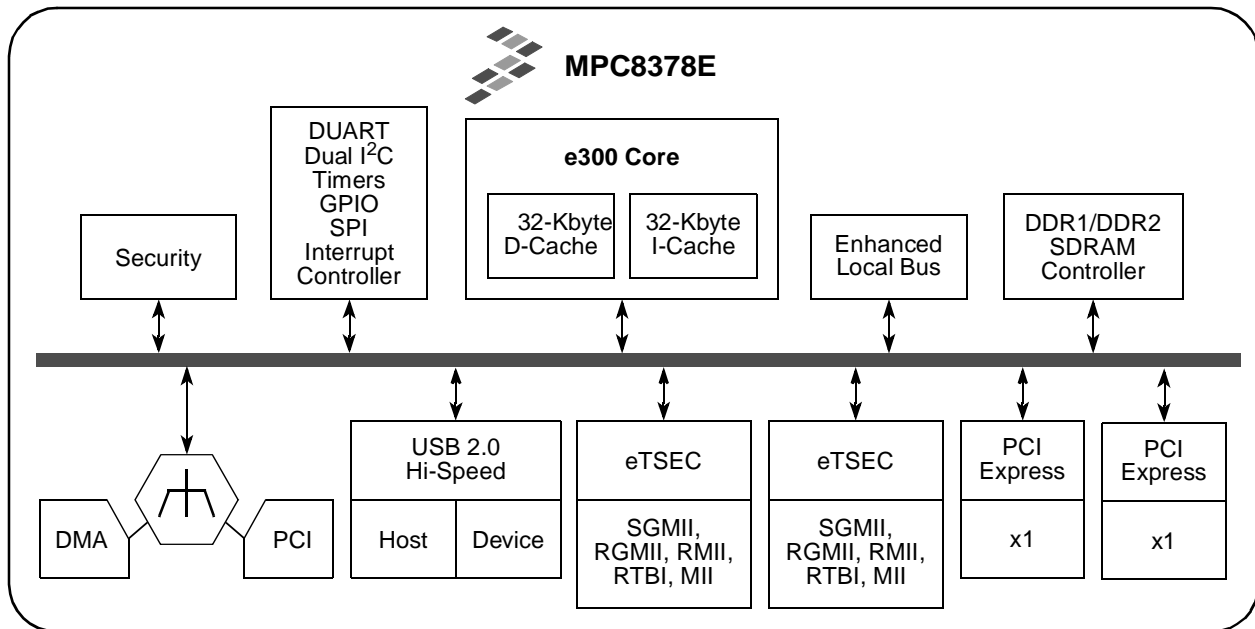 MPC8378E
DUART
Dual I²C
Timers
GPIO
SPI
Interrupt
Controller
e300 Core
32-Kbyte
D-Cache
32-Kbyte
I-Cache
Security
Enhanced
Local Bus
DDR1/DDR2
SDRAM
Controller
DMA
PCI
USB 2.0
Hi-Speed
Host
Device
eTSEC
SGMII,
RGMII, RMII,
RTBI, MII
eTSEC
SGMII,
RGMII, RMII,
RTBI, MII
PCI
Express
x1
PCI
Express
x1